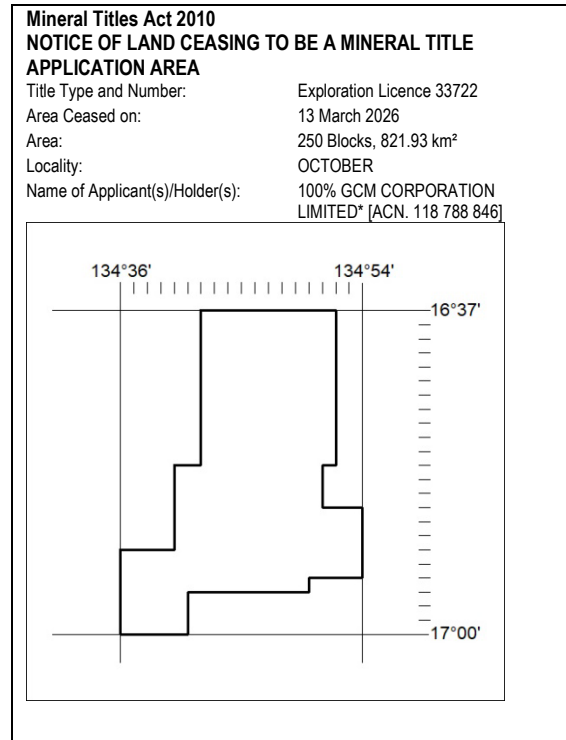 Mineral Titles Act 2010
NOTICE OF LAND CEASING TO BE A MINERAL TITLE
APPLICATION AREA
Title Type and Number: Exploration Licence 33722
Area Ceased on: 13 March 2026
Area: 250 Blocks, 821.93 km²
Locality: OCTOBER
Name of Applicant(s)/Holder(s): 100% GCM CORPORATION
LIMITED* [ACN. 118 788 846]
134°36' 134°54'
16°37'
17°00'